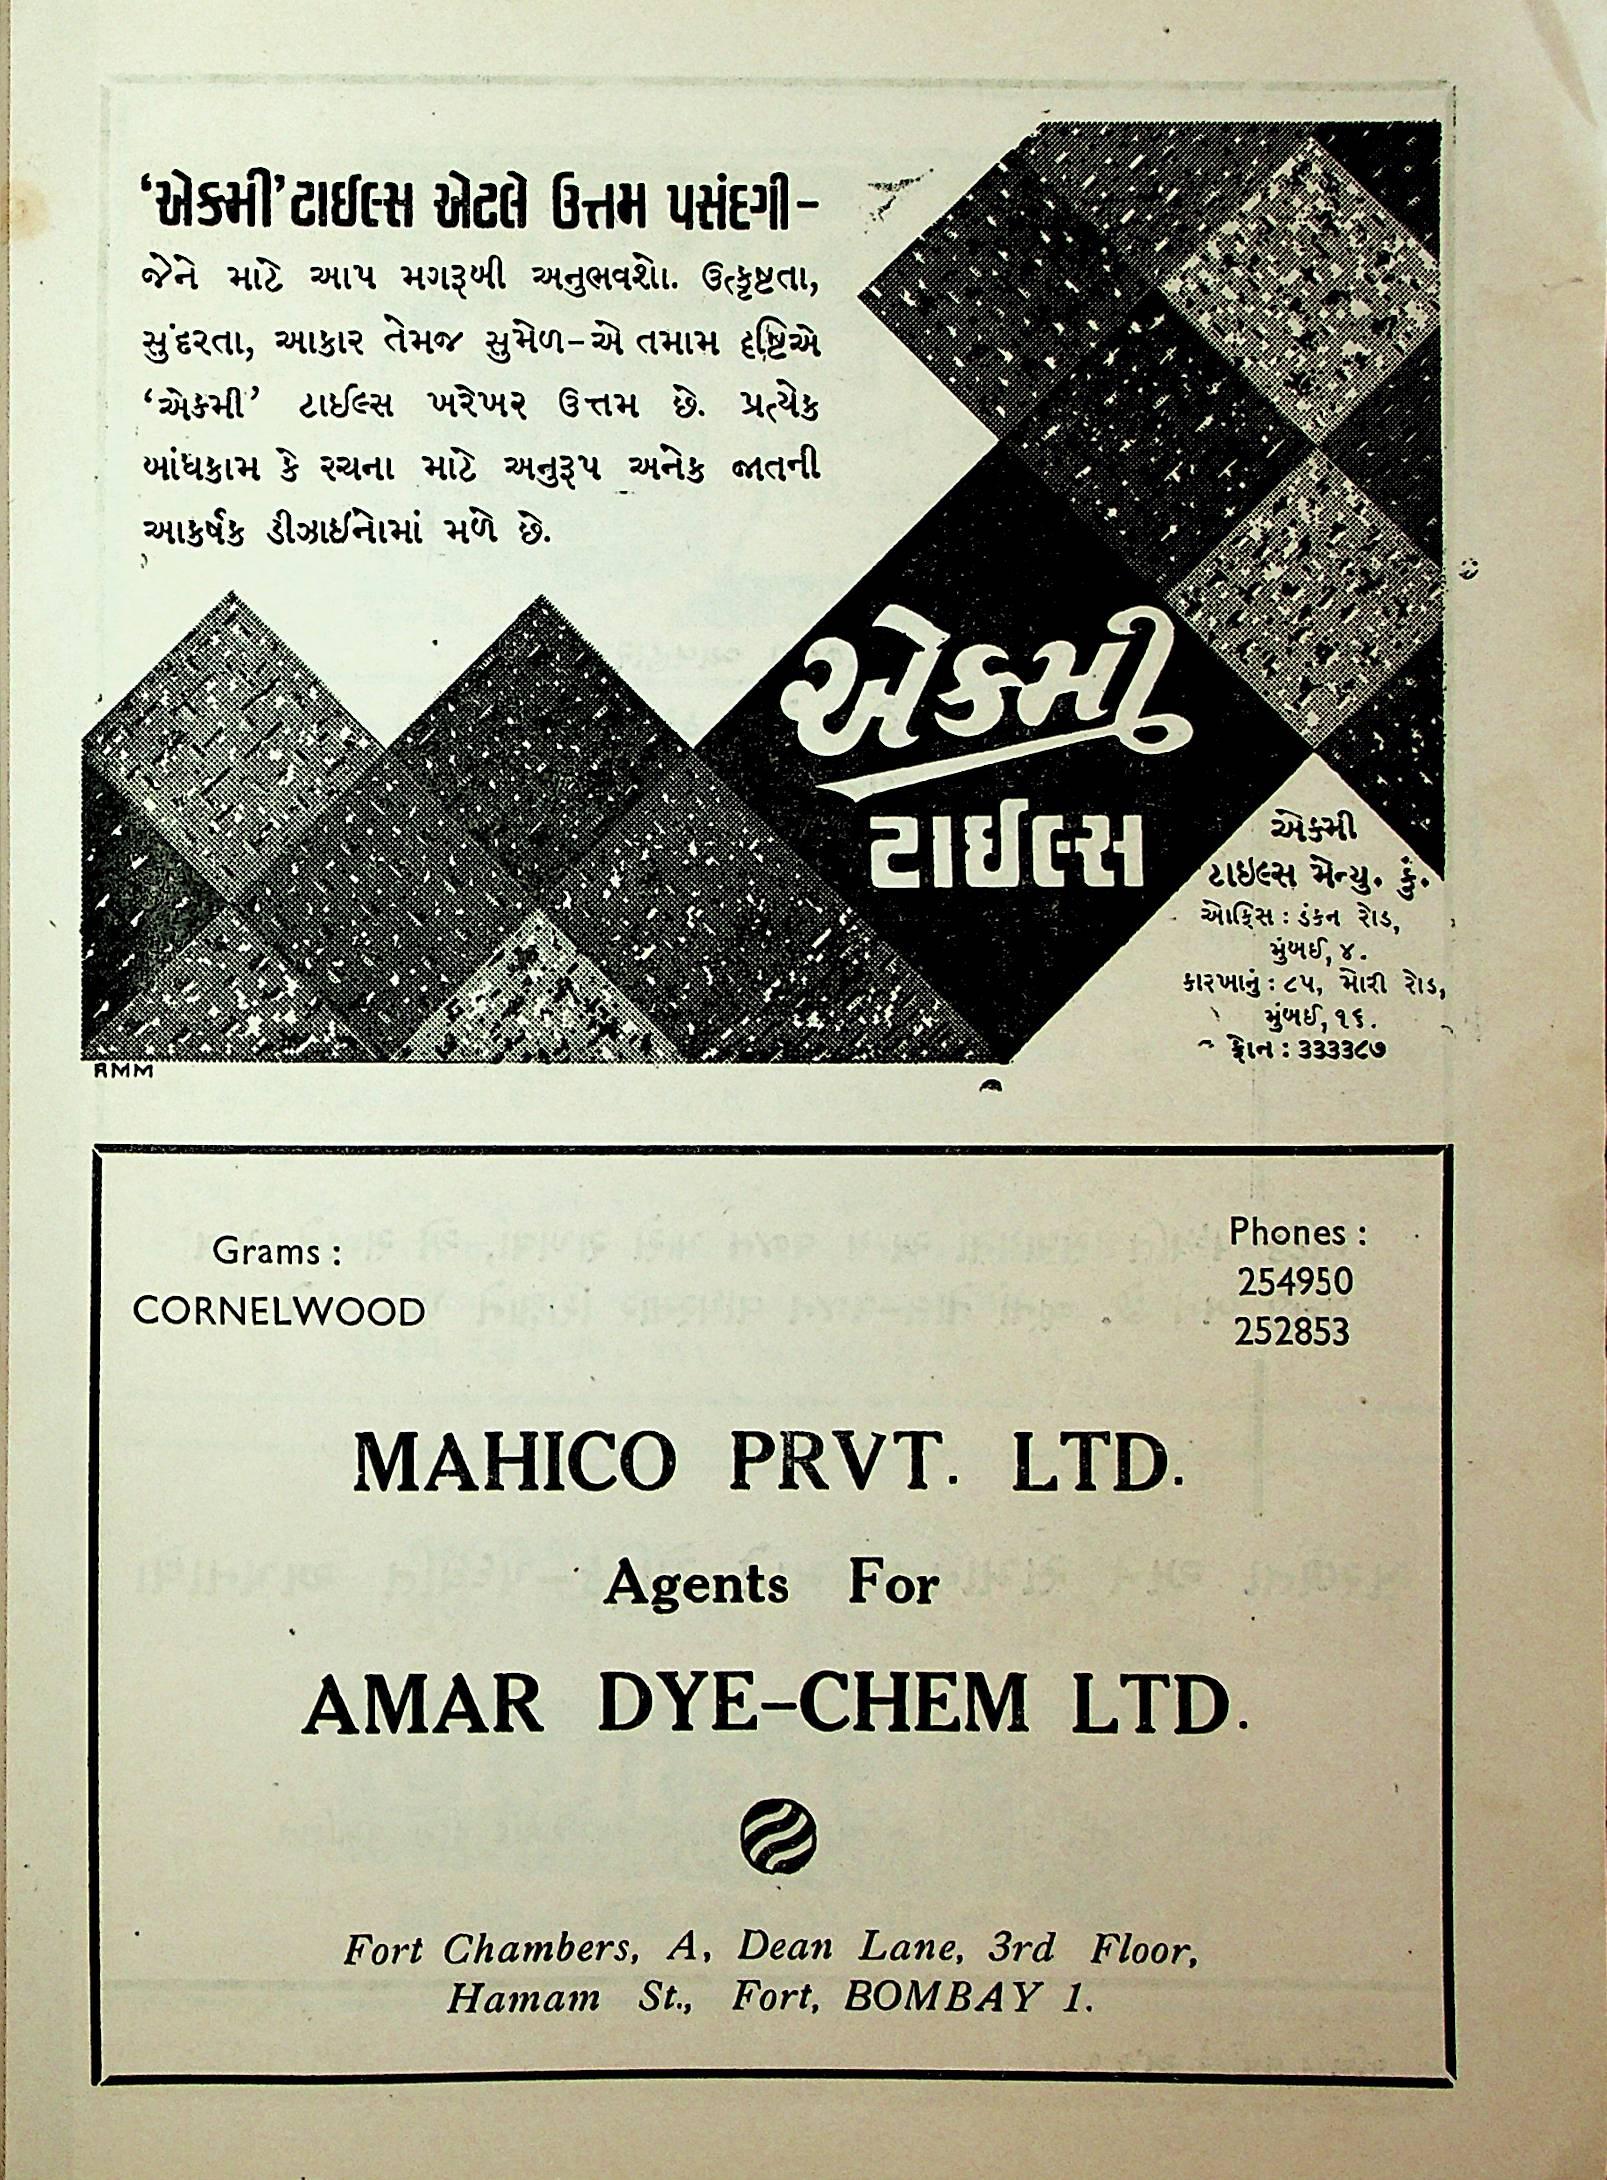 ‘એક્મી’ ટાઈલ્સ એટલે ઉત્તમ પસંદગી–
જેને માટે આપ મગરૂબી અનુભવશો. ઉત્કૃષ્ટતા,
સુંદરતા, આકાર તેમજ સુમેળ–એ તમામ દૃષ્ટિએ
‘એક્મી’ ટાઈલ્સ ખરેખર ઉત્તમ છે. પ્રત્યેક
બાંધકામ કે રચના માટે અનુરૂપ અનેક જાતની
આકર્ષક ડીઝાઈનોમાં મળે છે.
એક્મી
ટાઈલ્સ
એક્મી
ટાઇલ્સ મેન્યુ. કું.
ઓફિસ : ડંકન રોડ,
મુંબઈ, ૪.
કારખાનું : ૮૫, મોરી રોડ,
મુંબઈ, ૧૬.
ફોન : ૩૩૩૩૮૭
RMM
Grams :
CORNELWOOD
Phones :
254950
252853
MAHICO PRVT. LTD.
Agents For
AMAR DYE-CHEM LTD.
Fort Chambers, A, Dean Lane, 3rd Floor,
Hamam St., Fort, BOMBAY 1.